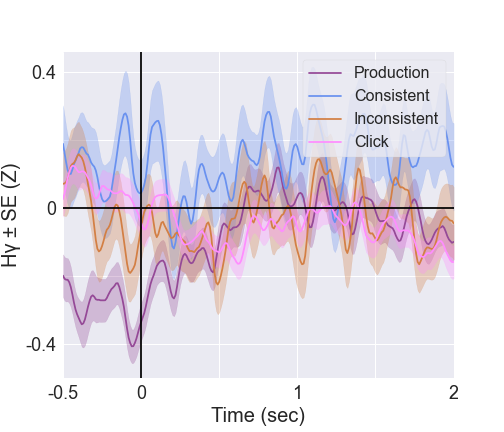 Production
Consistent
Inconsistent
Click
Hγ ± SE (Z)
0.4
0
-0.4
-0.5 0 1 2
Time (sec)